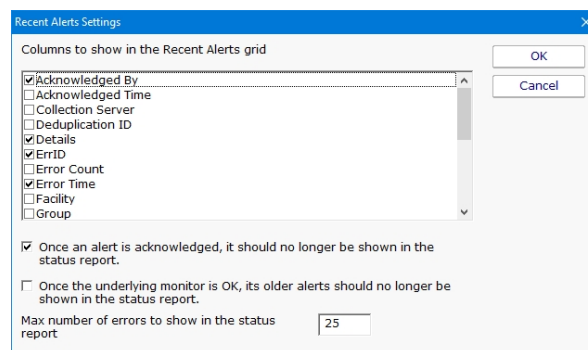 Recent Alerts Settings
Columns to show in the Recent Alerts grid
OK
Cancel
Acknowledged By
Acknowledged Time
Collection Server
Deduplication ID
Details
ErrID
Error Count
Error Time
Facility
Group
Once an alert is acknowledged, it should no longer be shown in the
status report.
Once the underlying monitor is OK, its older alerts should no longer be
shown in the status report.
Max number of errors to show in the status
report
25